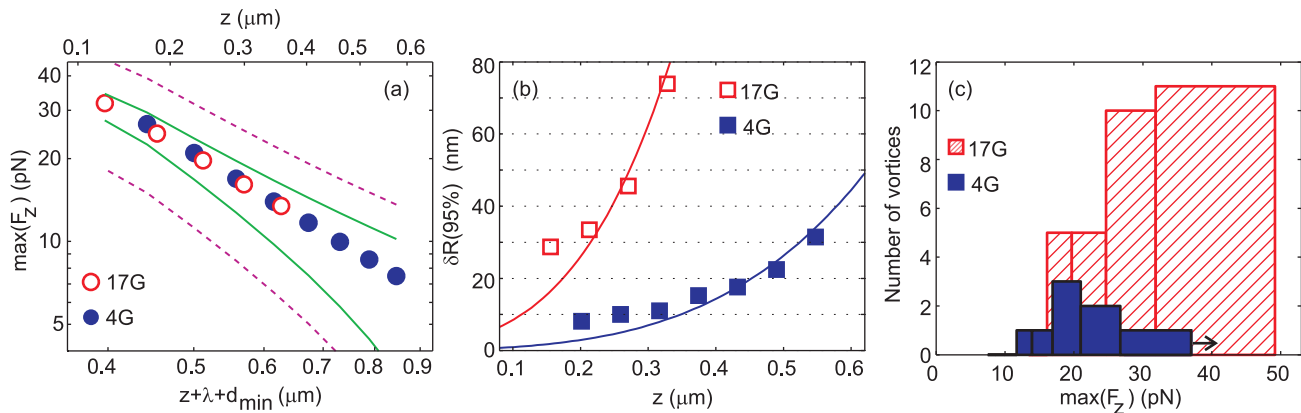 z (μm)
0.1 0.2 0.3 0.4 0.6
max(F_z) (pN)
40
30
20
10
5
(a)
17G
4G
0.4 0.5 0.6 0.7 0.8 0.9
z+λ+d_min (μm)
δR(95%) (nm)
80
60
40
20
0
(b)
17G
4G
0.1 0.2 0.3 0.4 0.5 0.6
z (μm)
Number of vortices
12
10
8
6
4
2
0
(c)
17G
4G
0 10 20 30 40 50
max(F_z) (pN)